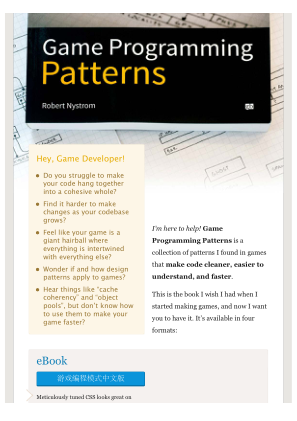 Game Programming
Patterns
Robert Nystrom
Hey, Game Developer!
Do you struggle to make
your code hang together
into a cohesive whole?
Find it harder to make
changes as your codebase
grows?
Feel like your game is a
giant hairball where
everything is intertwined
with everything else?
Wonder if and how design
patterns apply to games?
Hear things like "cache
coherency" and "object
pools", but don't know how
to use them to make your
game faster?
I'm here to help! Game
Programming Patterns is a
collection of patterns I found in games
that make code cleaner, easier to
understand, and faster.
This is the book I wish I had when I
started making games, and now I want
you to have it. It's available in four
formats:
eBook
游戏编程模式中文版
Meticulously tuned CSS looks great on